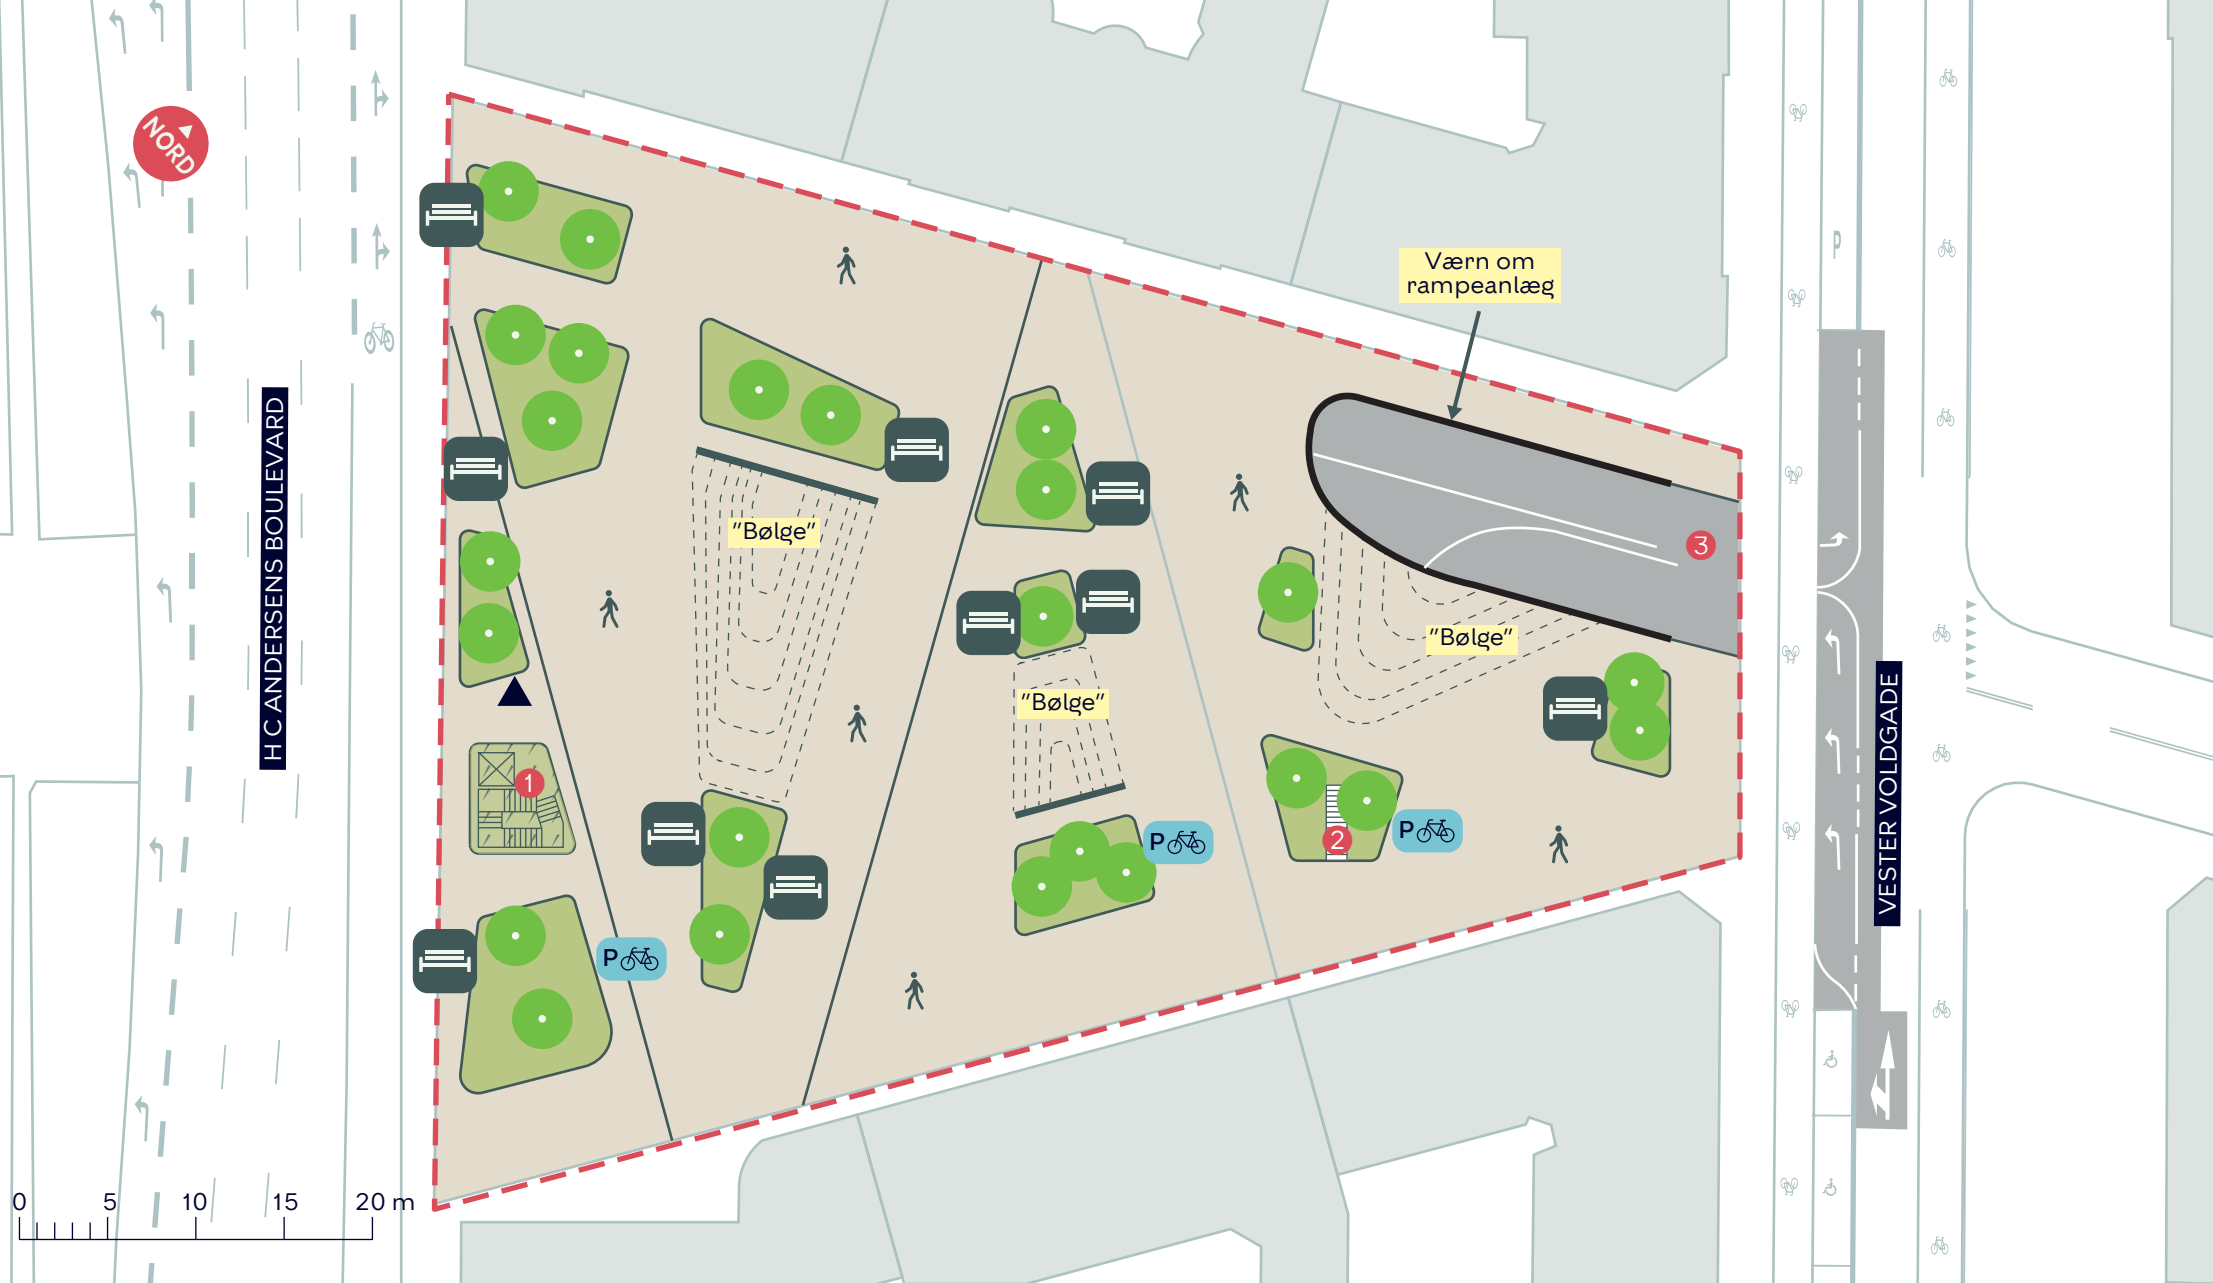 NORD
H C ANDERSENS BOULEVARD
Værn om
rampeanlæg
"Bølge"
"Bølge"
"Bølge"
1
2
3
P
P
P
P
VESTER VOLDGADE
0 5 10 15 20 m